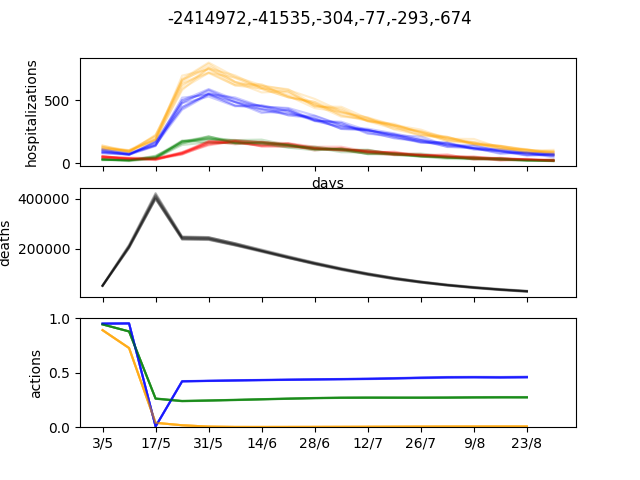 -2414972,-41535,-304,-77,-293,-674
hospitalizations
500
0
days
deaths
400000
200000
actions
1.0
0.5
0.0
3/5 17/5 31/5 14/6 28/6 12/7 26/7 9/8 23/8